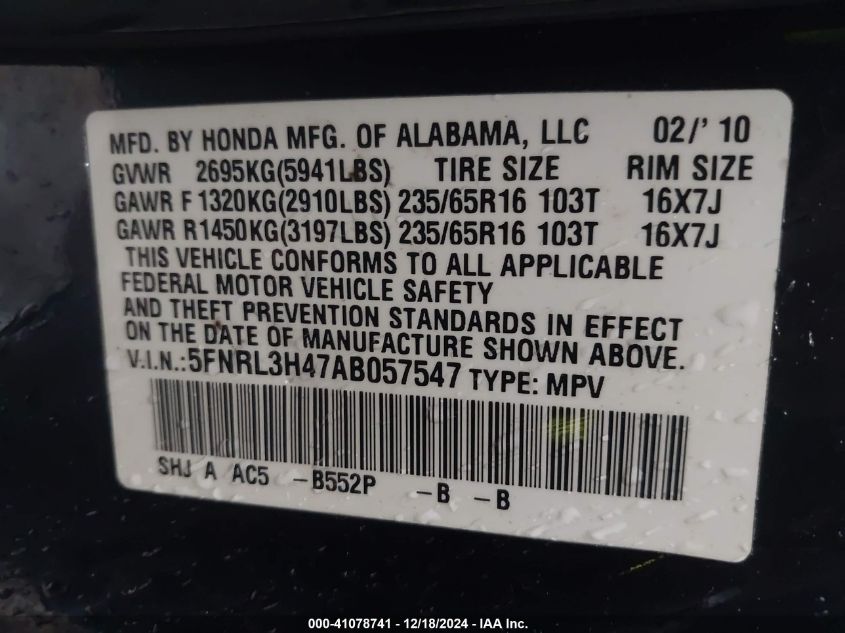 MFD. BY HONDA MFG. OF ALABAMA, LLC 02/' 10
GVWR 2695KG(5941LBS) TIRE SIZE RIM SIZE
GAWR F 1320KG(2910LBS) 235/65R16 103T 16X7J
GAWR R1450KG(3197LBS) 235/65R16 103T 16X7J
THIS VEHICLE CONFORMS TO ALL APPLICABLE
FEDERAL MOTOR VEHICLE SAFETY
AND THEFT PREVENTION STANDARDS IN EFFECT
ON THE DATE OF MANUFACTURE SHOWN ABOVE.
V.I.N.:5FNRL3H47AB057547 TYPE: MPV
SHJ A AC5 -B552P -B -B
000-41078741 - 12/18/2024 - IAA Inc.